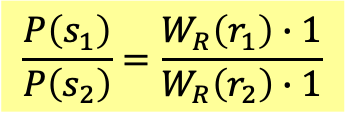 P(s₁) / P(s₂) = W_R(r₁) · 1 / W_R(r₂) · 1